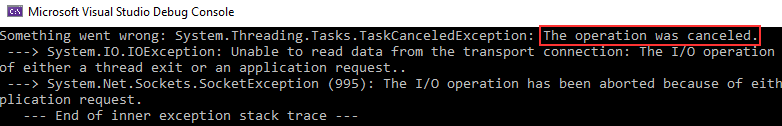 Microsoft Visual Studio Debug Console
Something went wrong: System.Threading.Tasks.TaskCanceledException: The operation was canceled.
 ---> System.IO.IOException: Unable to read data from the transport connection: The I/O operation
of either a thread exit or an application request..
 ---> System.Net.Sockets.SocketException (995): The I/O operation has been aborted because of eith
plication request.
   --- End of inner exception stack trace ---